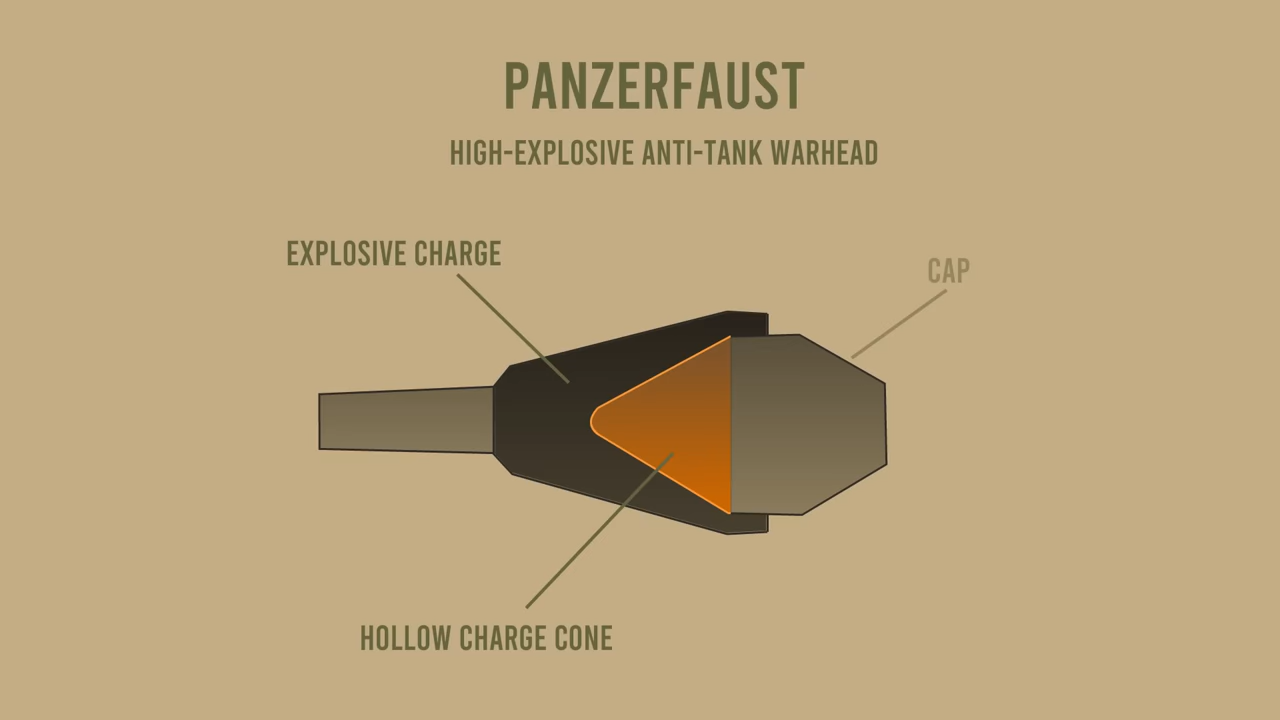 PANZERFAUST
HIGH-EXPLOSIVE ANTI-TANK WARHEAD
EXPLOSIVE CHARGE
CAP
HOLLOW CHARGE CONE